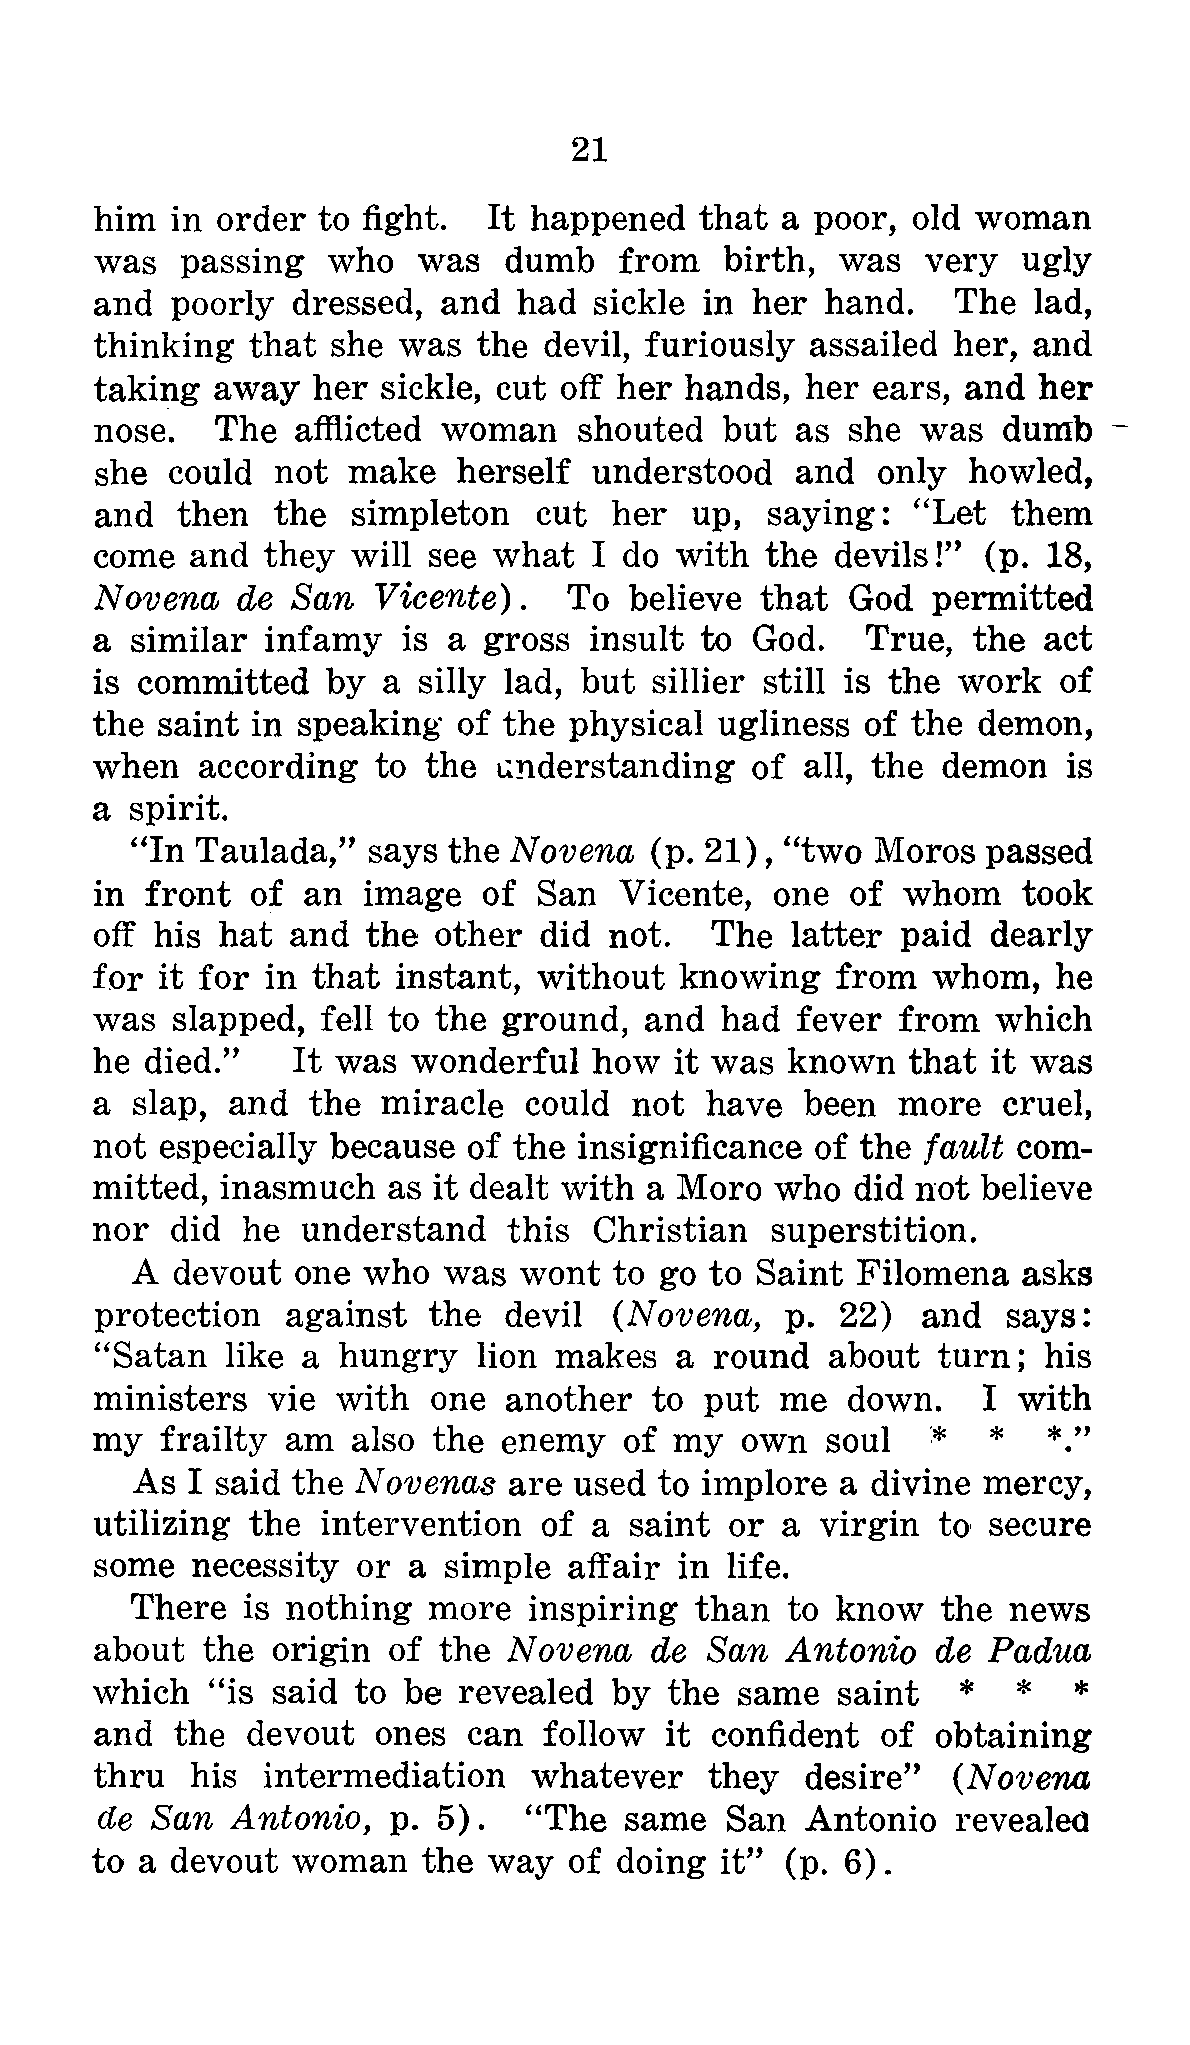 21
him in order to fight. It happened that a poor, old woman
was passing who was dumb from birth, was very ugly
and poorly dressed, and had sickle in her hand. The lad,
thinking that she was the devil, furiously assailed her, and
taking away her sickle, cut off her hands, her ears, and her
nose. The afflicted woman shouted but as she was dumb -
she could not make herself understood and only howled,
and then the simpleton cut her up, saying: “Let them
come and they will see what I do with the devils!” (p. 18,
Novena de San Vicente). To believe that God permitted
a similar infamy is a gross insult to God. True, the act
is committed by a silly lad, but sillier still is the work of
the saint in speaking of the physical ugliness of the demon,
when according to the understanding of all, the demon is
a spirit.
“In Taulada,” says the Novena (p. 21), “two Moros passed
in front of an image of San Vicente, one of whom took
off his hat and the other did not. The latter paid dearly
for it for in that instant, without knowing from whom, he
was slapped, fell to the ground, and had fever from which
he died.” It was wonderful how it was known that it was
a slap, and the miracle could not have been more cruel,
not especially because of the insignificance of the fault com-
mitted, inasmuch as it dealt with a Moro who did not believe
nor did he understand this Christian superstition.
A devout one who was wont to go to Saint Filomena asks
protection against the devil (Novena, p. 22) and says:
“Satan like a hungry lion makes a round about turn; his
ministers vie with one another to put me down. I with
my frailty am also the enemy of my own soul * * *.”
As I said the Novenas are used to implore a divine mercy,
utilizing the intervention of a saint or a virgin to secure
some necessity or a simple affair in life.
There is nothing more inspiring than to know the news
about the origin of the Novena de San Antonio de Padua
which “is said to be revealed by the same saint * * *
and the devout ones can follow it confident of obtaining
thru his intermediation whatever they desire” (Novena
de San Antonio, p. 5). “The same San Antonio revealed
to a devout woman the way of doing it” (p. 6).